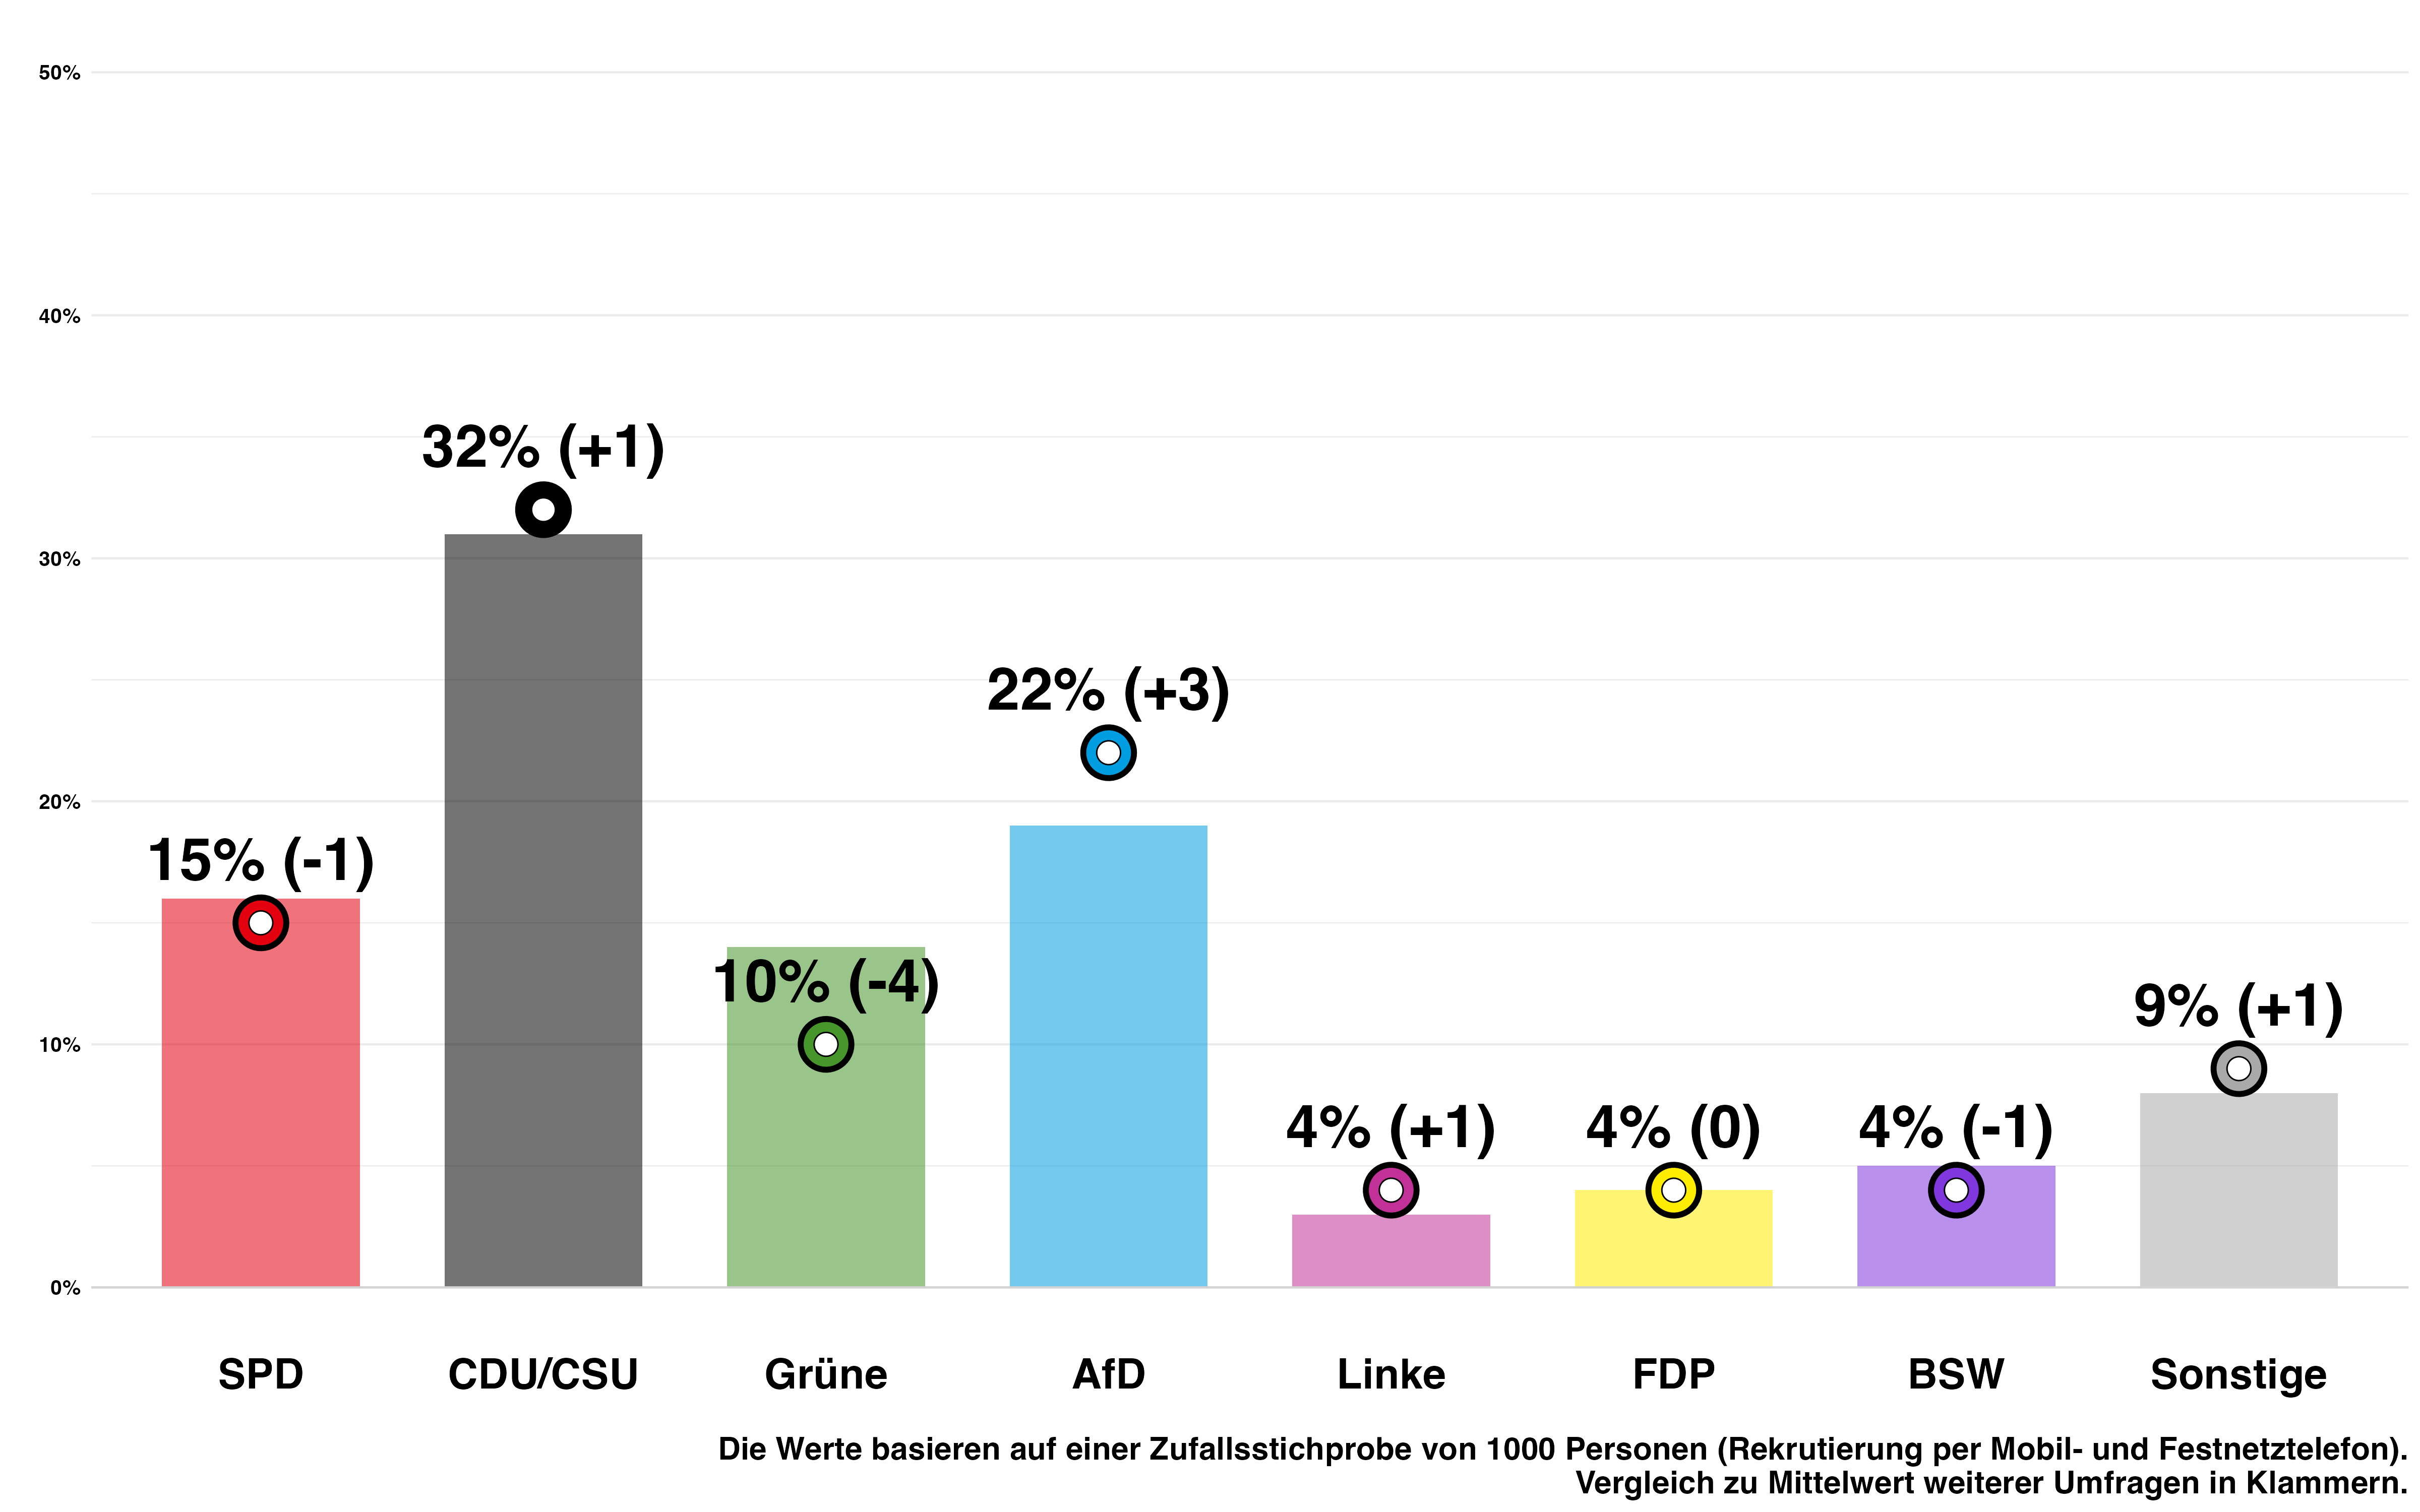 50%
40%
30%
20%
10%
0%
15% (-1)
32% (+1)
10% (-4)
22% (+3)
4% (+1)
4% (0)
4% (-1)
9% (+1)
SPD
CDU/CSU
Grüne
AfD
Linke
FDP
BSW
Sonstige
Die Werte basieren auf einer Zufallsstichprobe von 1000 Personen (Rekrutierung per Mobil- und Festnetztelefon).
Vergleich zu Mittelwert weiterer Umfragen in Klammern.